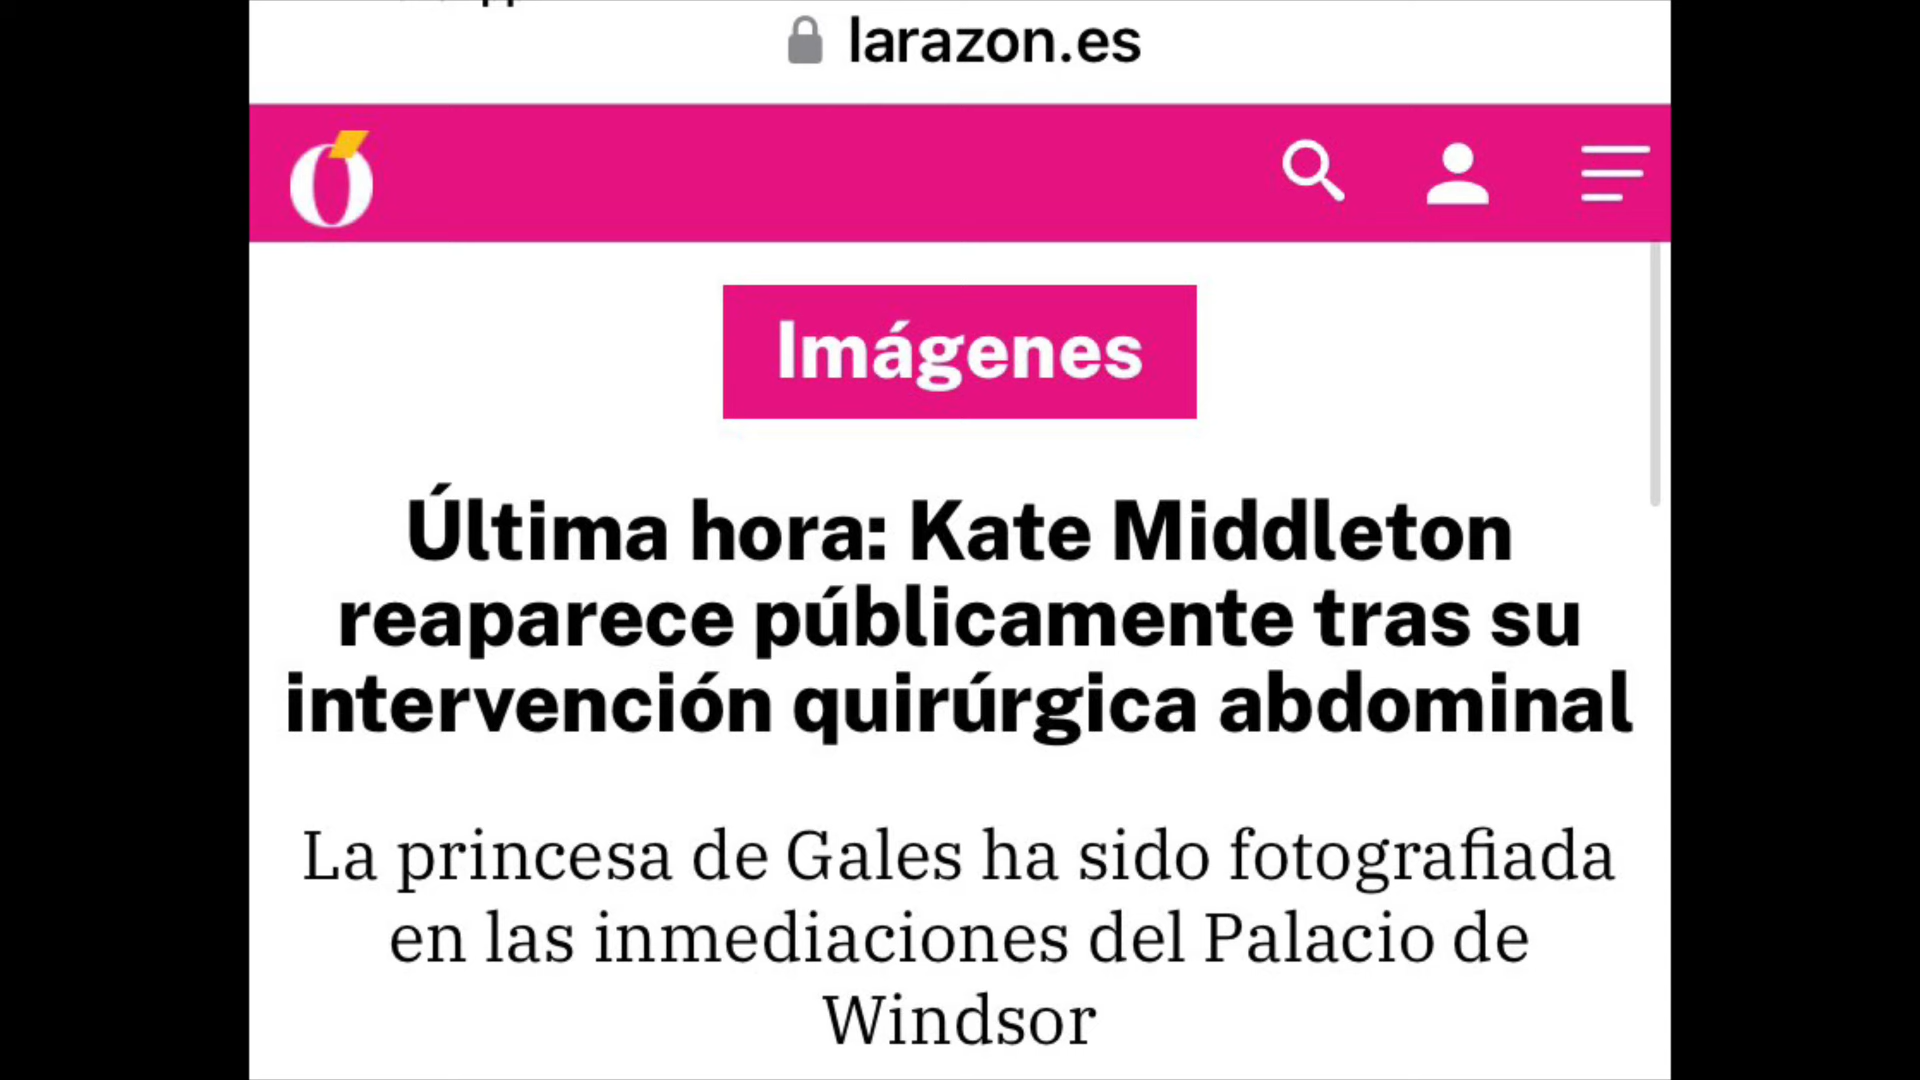 larazon.es
Ó
Imágenes
Última hora: Kate Middleton
reaparece públicamente tras su
intervención quirúrgica abdominal
La princesa de Gales ha sido fotografiada
en las inmediaciones del Palacio de
Windsor